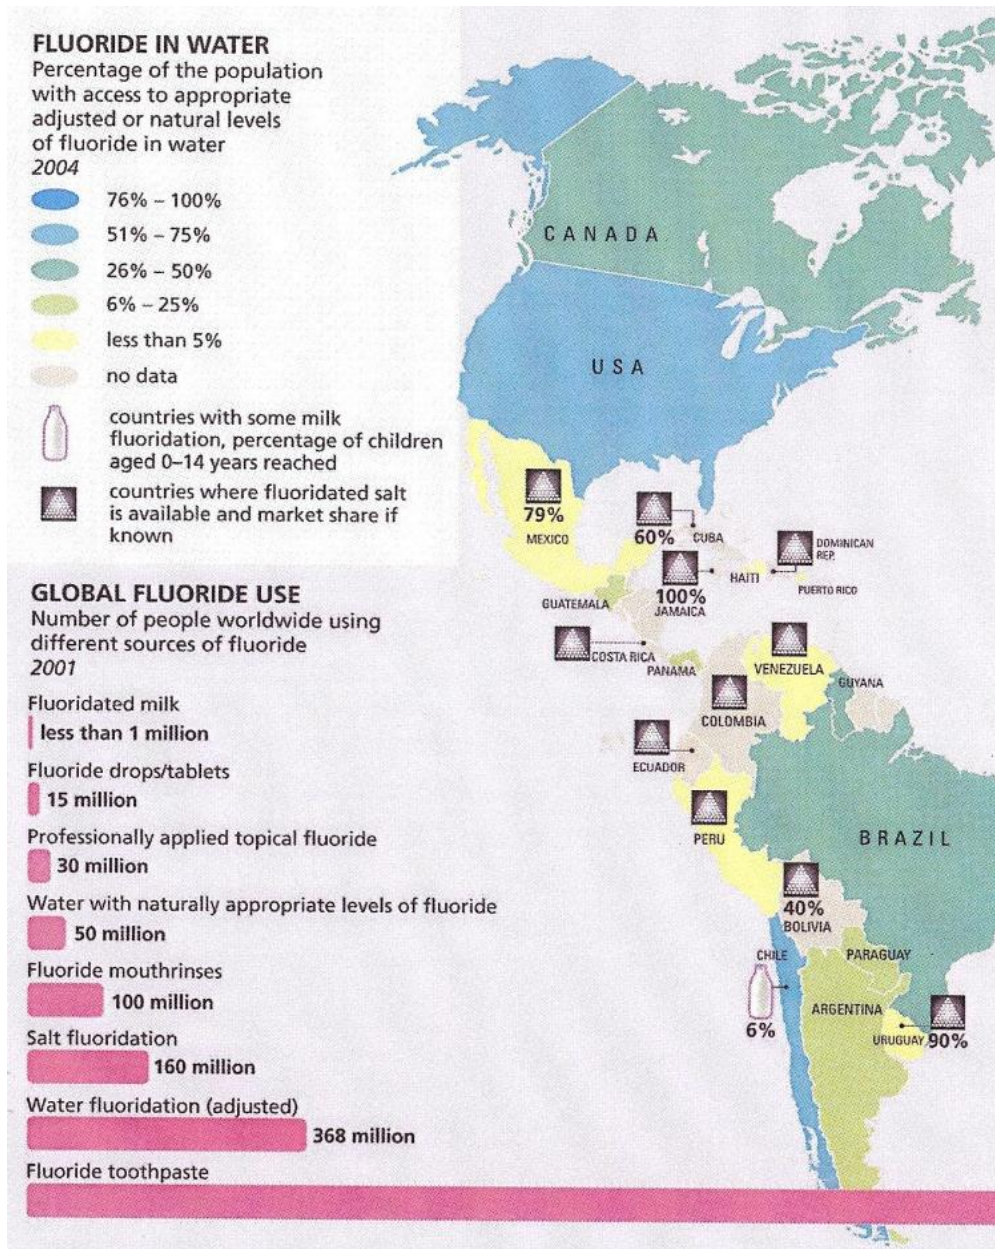 FLUORIDE IN WATER
Percentage of the population
with access to appropriate
adjusted or natural levels
of fluoride in water
2004
76% – 100%
51% – 75%
26% – 50%
6% – 25%
less than 5%
no data
countries with some milk
fluoridation, percentage of children
aged 0–14 years reached
countries where fluoridated salt
is available and market share if
known
GLOBAL FLUORIDE USE
Number of people worldwide using
different sources of fluoride
2001
Fluoridated milk
less than 1 million
Fluoride drops/tablets
15 million
Professionally applied topical fluoride
30 million
Water with naturally appropriate levels of fluoride
50 million
Fluoride mouthrinses
100 million
Salt fluoridation
160 million
Water fluoridation (adjusted)
368 million
Fluoride toothpaste
CANADA
USA
79%
MEXICO
60%
CUBA
DOMINICAN
REP.
HAITI
PUERTO RICO
100%
JAMAICA
GUATEMALA
COSTA RICA
PANAMA
VENEZUELA
GUYANA
COLOMBIA
ECUADOR
PERU
BRAZIL
40%
BOLIVIA
CHILE
PARAGUAY
6%
ARGENTINA
URUGUAY
90%